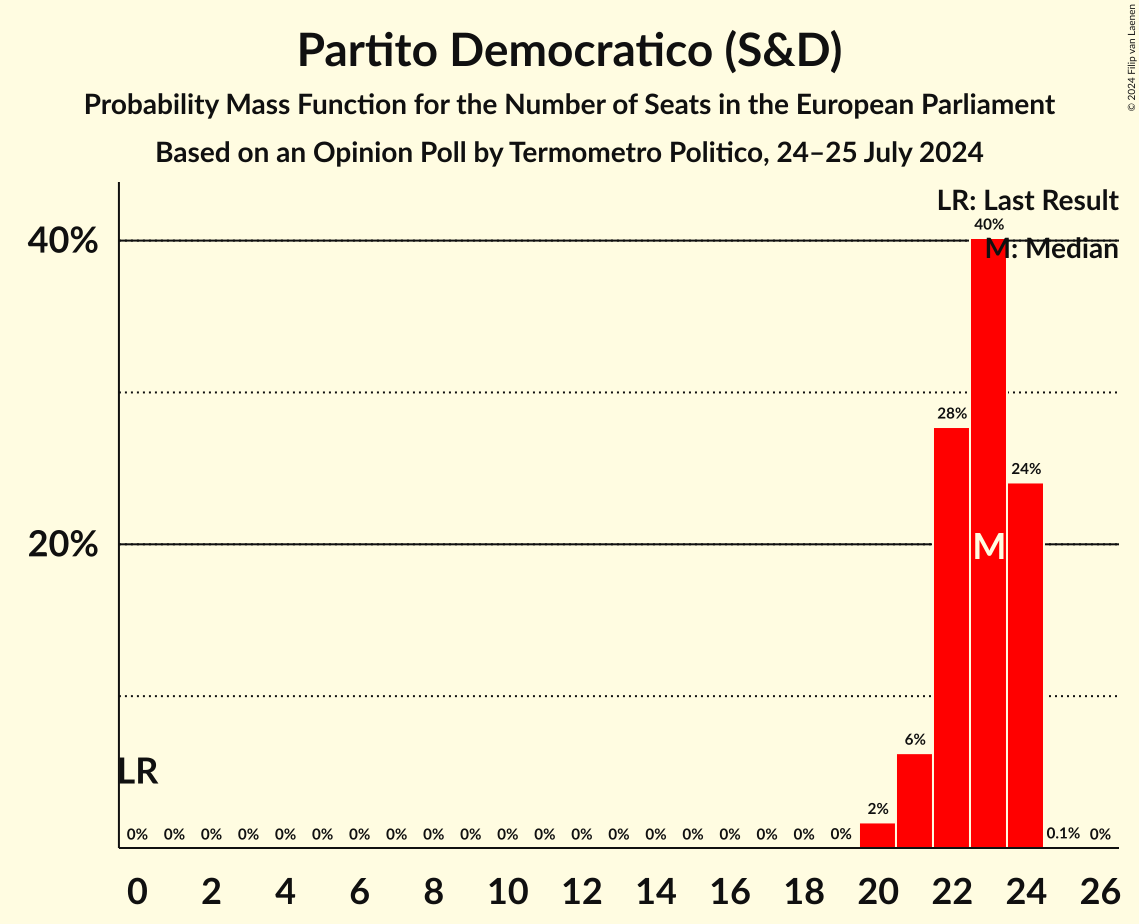 Partito Democratico (S&D)
Probability Mass Function for the Number of Seats in the European Parliament
Based on an Opinion Poll by Termometro Politico, 24–25 July 2024
© 2024 Filip van Laenen
LR: Last Result
M: Median
40%
20%
40%
28%
24%
M
6%
LR
2%
0% 0% 0% 0% 0% 0% 0% 0% 0% 0% 0% 0% 0% 0% 0% 0% 0% 0% 0% 0% 0.1% 0%
0 2 4 6 8 10 12 14 16 18 20 22 24 26